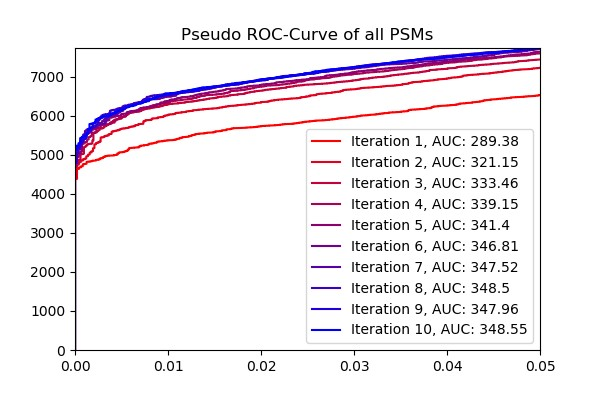 Pseudo ROC-Curve of all PSMs
7000
6000
5000
4000
3000
2000
1000
0
Iteration 1, AUC: 289.38
Iteration 2, AUC: 321.15
Iteration 3, AUC: 333.46
Iteration 4, AUC: 339.15
Iteration 5, AUC: 341.4
Iteration 6, AUC: 346.81
Iteration 7, AUC: 347.52
Iteration 8, AUC: 348.5
Iteration 9, AUC: 347.96
Iteration 10, AUC: 348.55
0.00 0.01 0.02 0.03 0.04 0.05